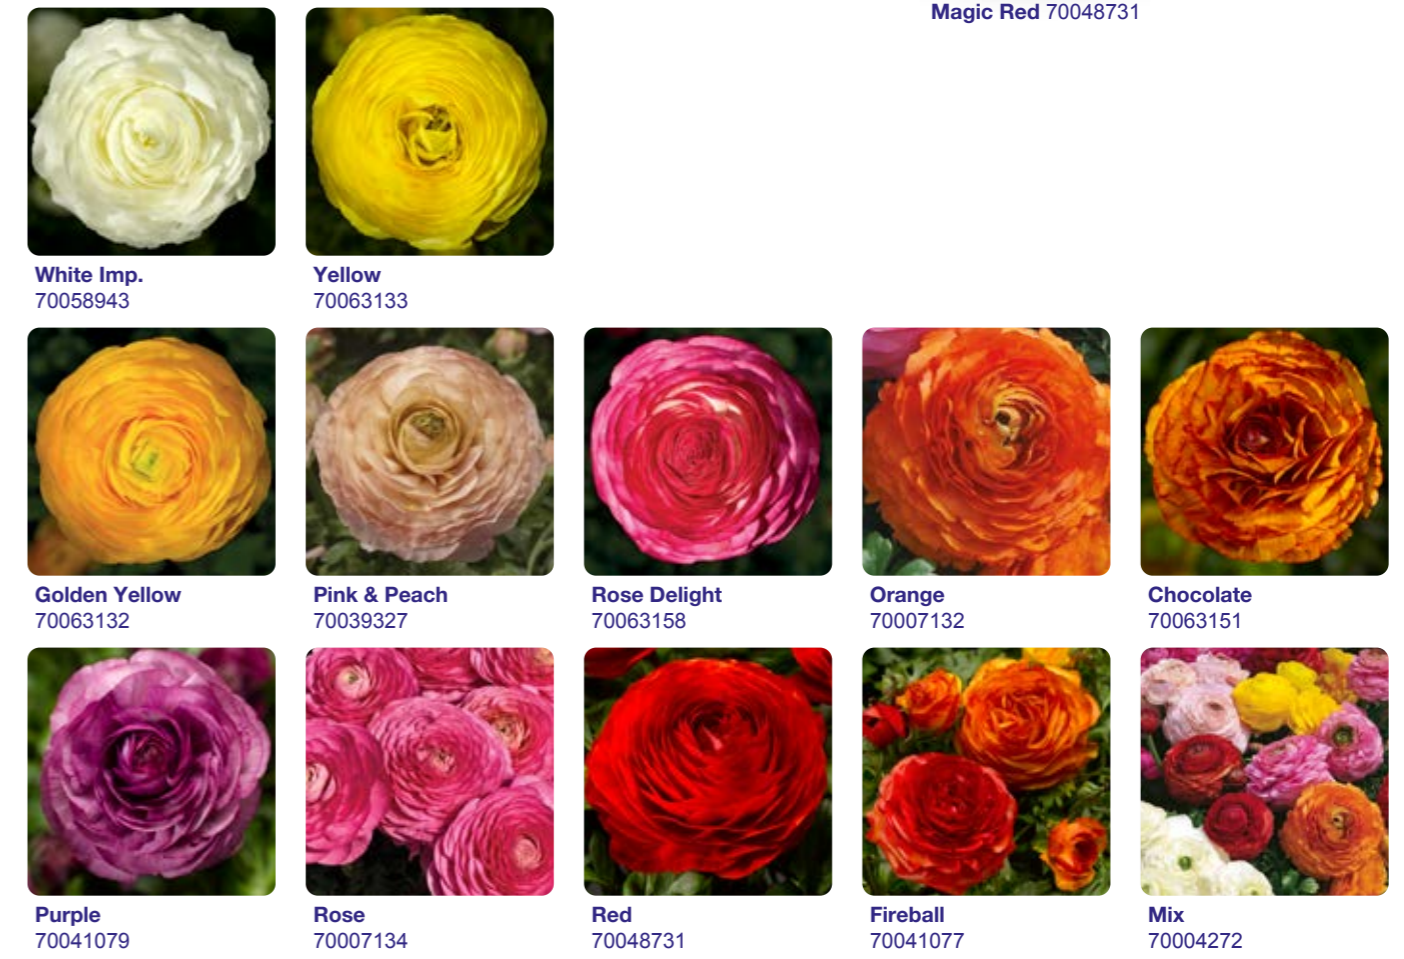 Magic Red 70048731
White Imp.
70058943
Yellow
70063133
Golden Yellow
70063132
Pink & Peach
70039327
Rose Delight
70063158
Orange
70007132
Chocolate
70063151
Purple
70041079
Rose
70007134
Red
70048731
Fireball
70041077
Mix
70004272